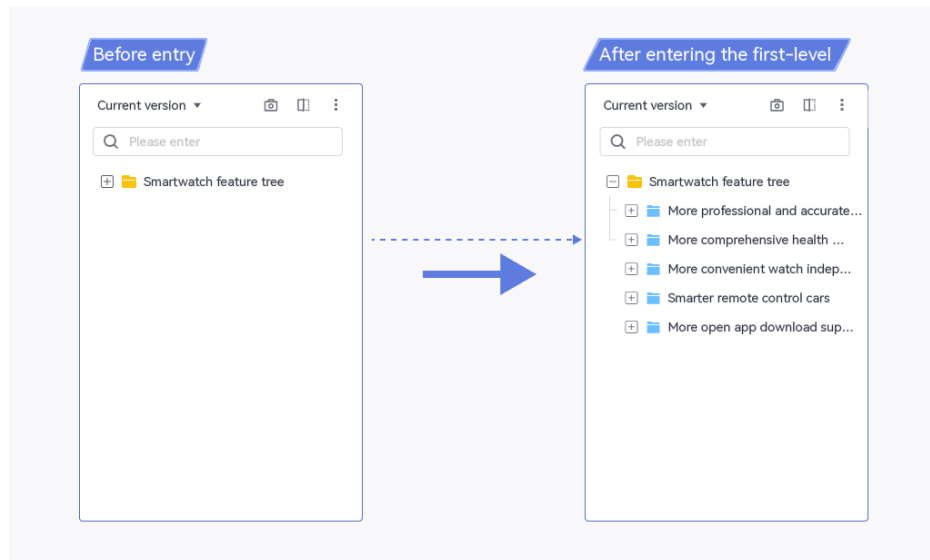 Before entry
Current version
Please enter
Smartwatch feature tree
After entering the first-level
Current version
Please enter
Smartwatch feature tree
More professional and accurate...
More comprehensive health ...
More convenient watch indep...
Smarter remote control cars
More open app download sup...